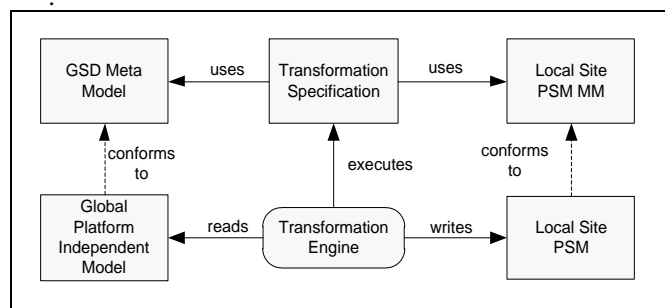 GSD Meta
Model
uses
Transformation
Specification
uses
Local Site
PSM MM
conforms
to
executes
conforms
to
Global
Platform
Independent
Model
reads
Transformation
Engine
writes
Local Site
PSM